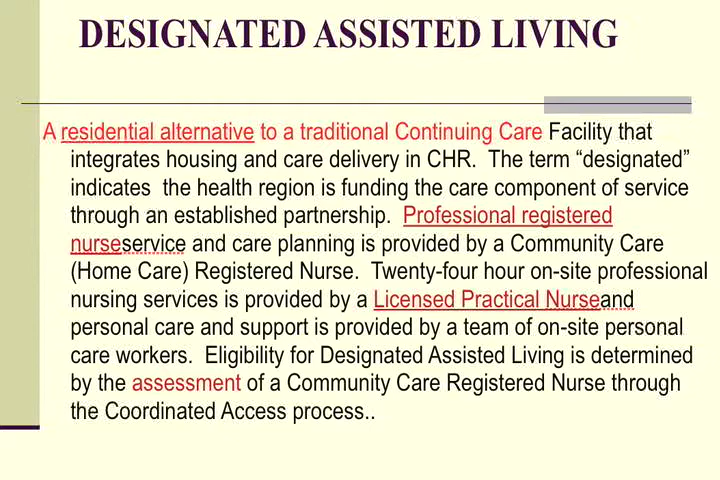 DESIGNATED ASSISTED LIVING
A residential alternative to a traditional Continuing Care Facility that
integrates housing and care delivery in CHR.  The term “designated”
indicates  the health region is funding the care component of service
through an established partnership.  Professional registered
nurseservice and care planning is provided by a Community Care
(Home Care) Registered Nurse.  Twenty-four hour on-site professional
nursing services is provided by a Licensed Practical Nurseand
personal care and support is provided by a team of on-site personal
care workers.  Eligibility for Designated Assisted Living is determined
by the assessment of a Community Care Registered Nurse through
the Coordinated Access process..